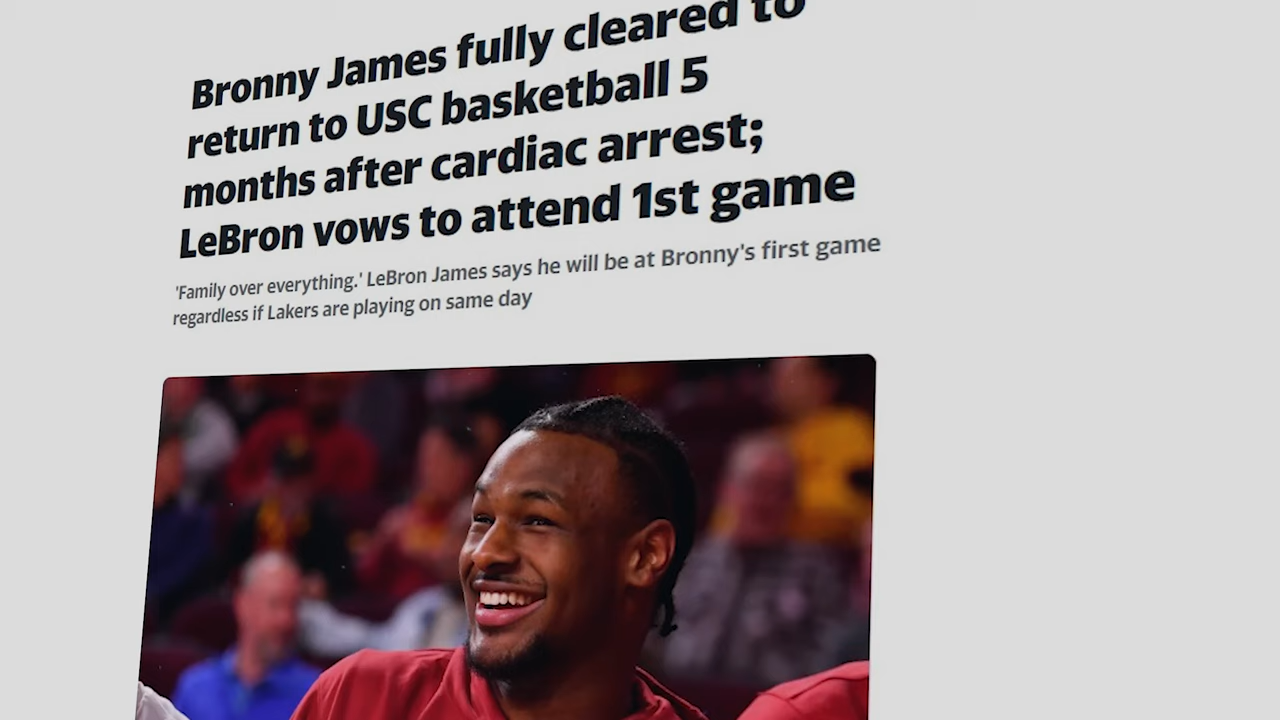 Bronny James fully cleared to
return to USC basketball 5
months after cardiac arrest;
LeBron vows to attend 1st game
'Family over everything.' LeBron James says he will be at Bronny's first game
regardless if Lakers are playing on same day